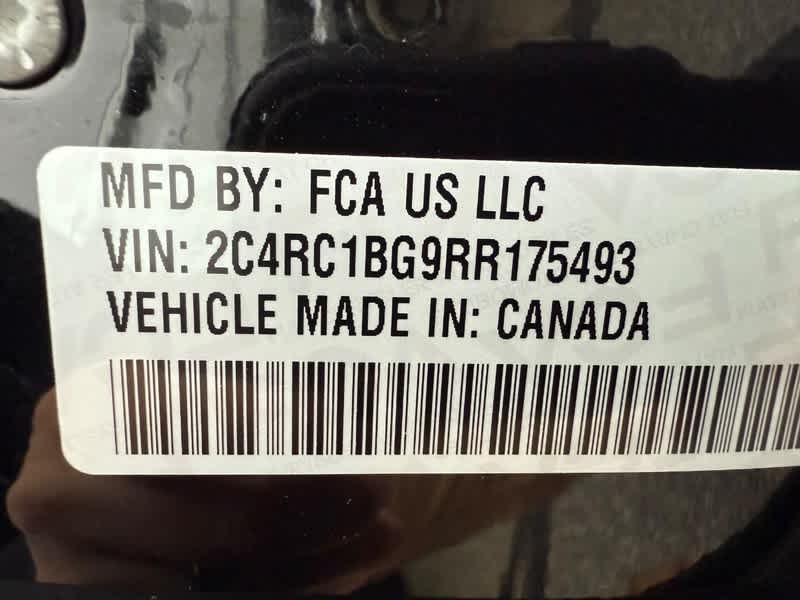 MFD BY: FCA US LLC
VIN: 2C4RC1BG9RR175493
VEHICLE MADE IN: CANADA